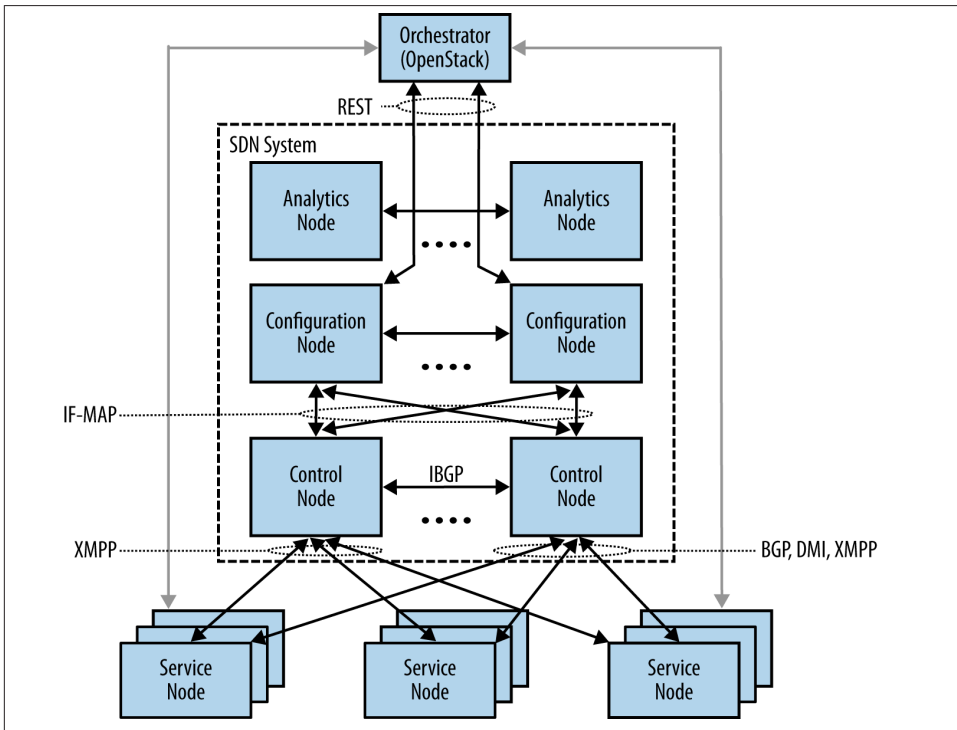 Orchestrator
(OpenStack)
REST
SDN System
Analytics
Node
Analytics
Node
Configuration
Node
Configuration
Node
IF-MAP
Control
Node
IBGP
Control
Node
XMPP
BGP, DMI, XMPP
Service
Node
Service
Node
Service
Node